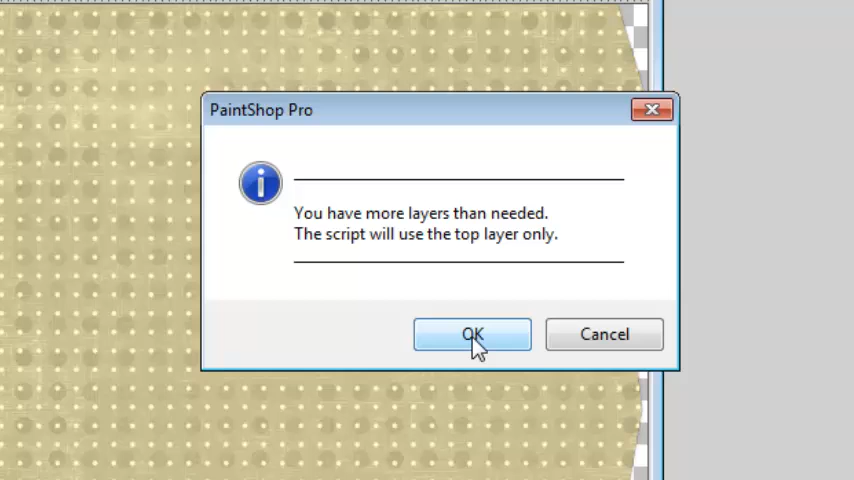 PaintShop Pro
You have more layers than needed.
The script will use the top layer only.
OK
Cancel